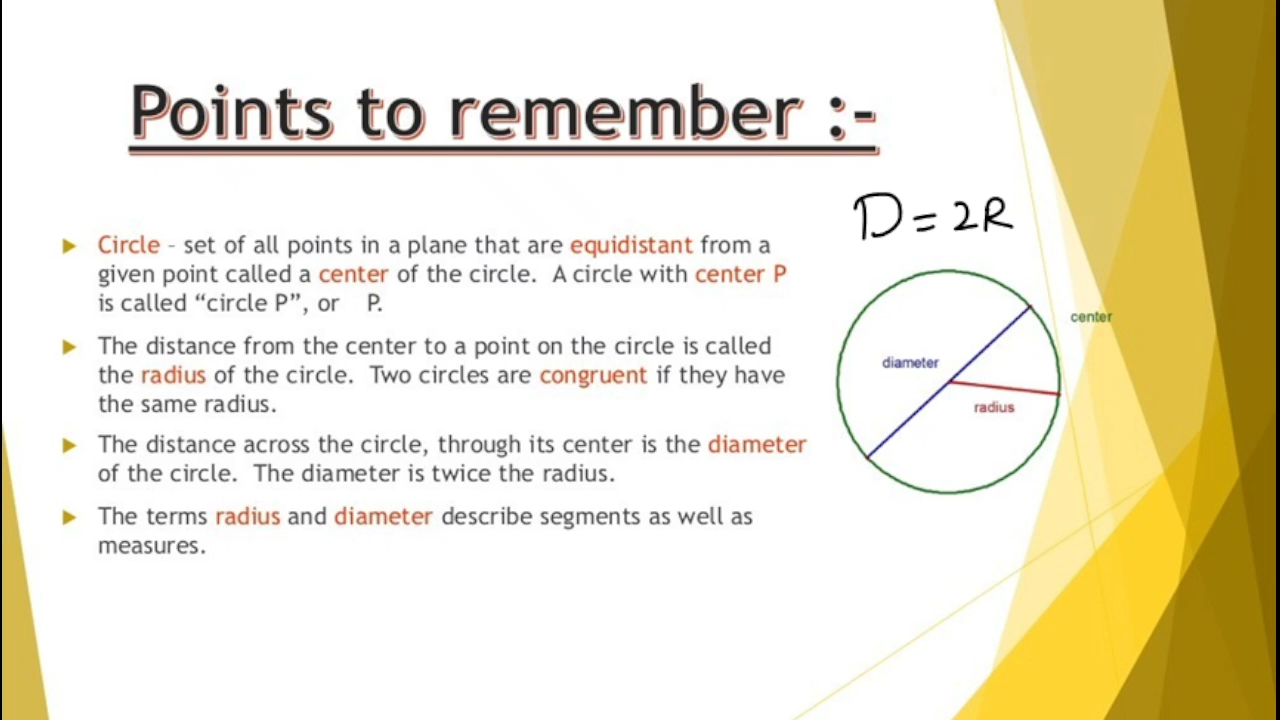 Points to remember :-
Circle – set of all points in a plane that are equidistant from a
given point called a center of the circle. A circle with center P
is called “circle P”, or P.
The distance from the center to a point on the circle is called
the radius of the circle. Two circles are congruent if they have
the same radius.
The distance across the circle, through its center is the diameter
of the circle. The diameter is twice the radius.
The terms radius and diameter describe segments as well as
measures.
D = 2R
center
diameter
radius